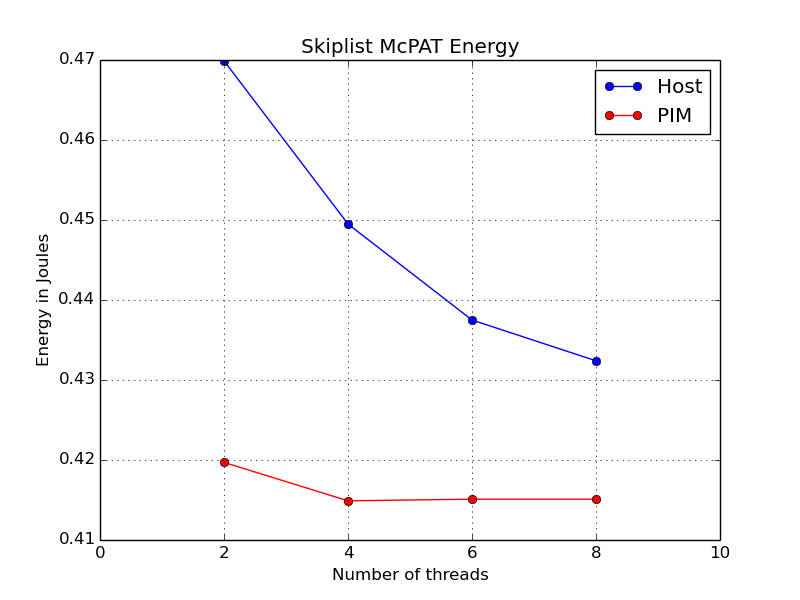 Skiplist McPAT Energy
Host
PIM
0.47
0.46
0.45
0.44
0.43
0.42
0.41
Energy in Joules
0 2 4 6 8 10
Number of threads